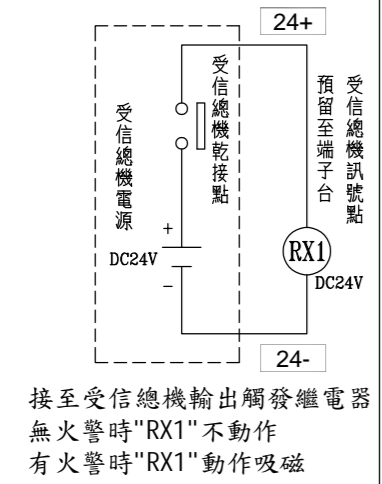 24+
受信總機電源
受信總機乾接點
預留至端子台
受信總機訊號點
+
DC24V
−
RX1
DC24V
24-
接至受信總機輸出觸發繼電器
無火警時"RX1"不動作
有火警時"RX1"動作吸磁